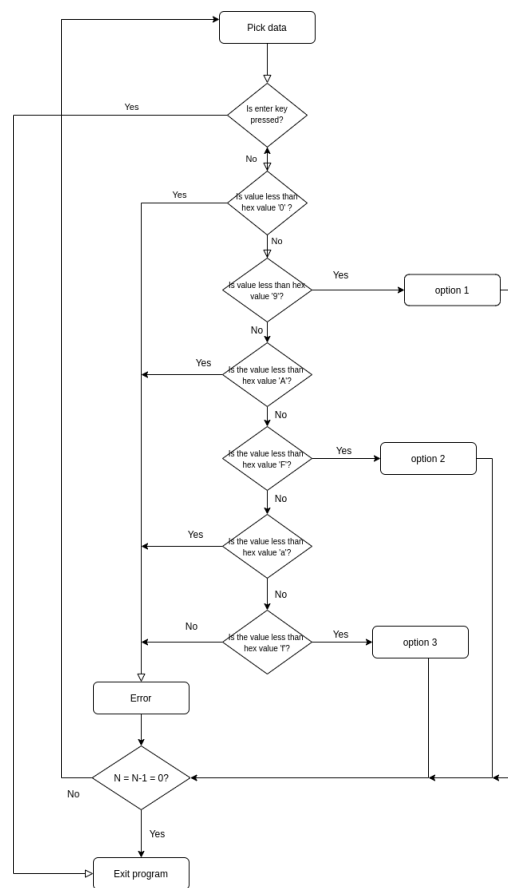 Pick data
Yes
Is enter key
pressed?
No
Yes
Is value less than
hex value '0' ?
No
Is value less than hex
value '9'?
Yes
option 1
No
Yes
Is the value less than
hex value 'A'?
No
Is the value less than
hex value 'F'?
Yes
option 2
No
Yes
Is the value less than
hex value 'a'?
No
No
Is the value less than
hex value 'f'?
Yes
option 3
Error
N = N-1 = 0?
No
Yes
Exit program